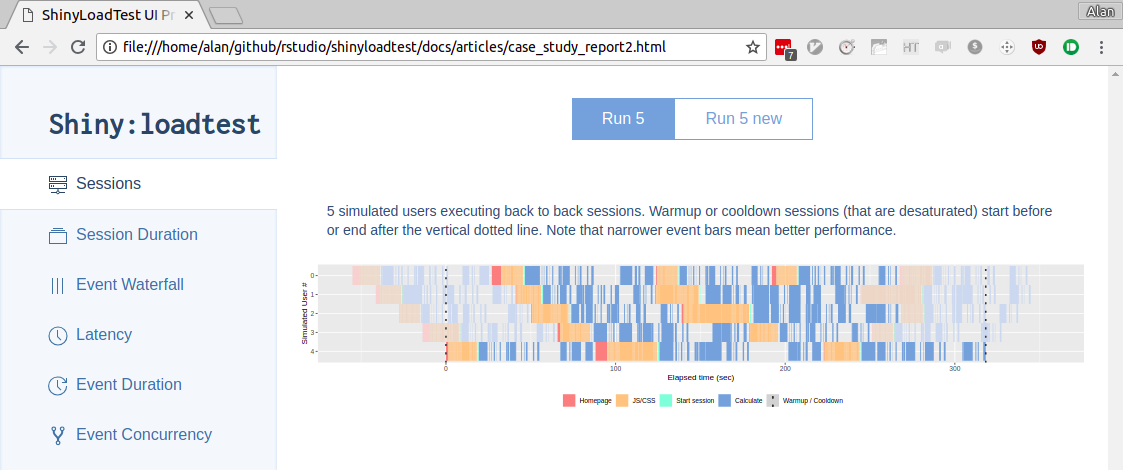 ShinyLoadTest UI Pr
Alan
file:///home/alan/github/rstudio/shinyloadtest/docs/articles/case_study_report2.html
7
Shiny:loadtest
Run 5
Run 5 new
Sessions
Session Duration
Event Waterfall
Latency
Event Duration
Event Concurrency
5 simulated users executing back to back sessions. Warmup or cooldown sessions (that are desaturated) start before
or end after the vertical dotted line. Note that narrower event bars mean better performance.
Simulated User #
0
1
2
3
4
0 100 200 300
Elapsed time (sec)
Homepage JS/CSS Start session Calculate Warmup / Cooldown